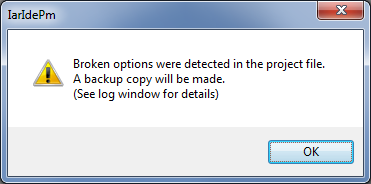 IarIdePm
Broken options were detected in the project file.
A backup copy will be made.
(See log window for details)
OK